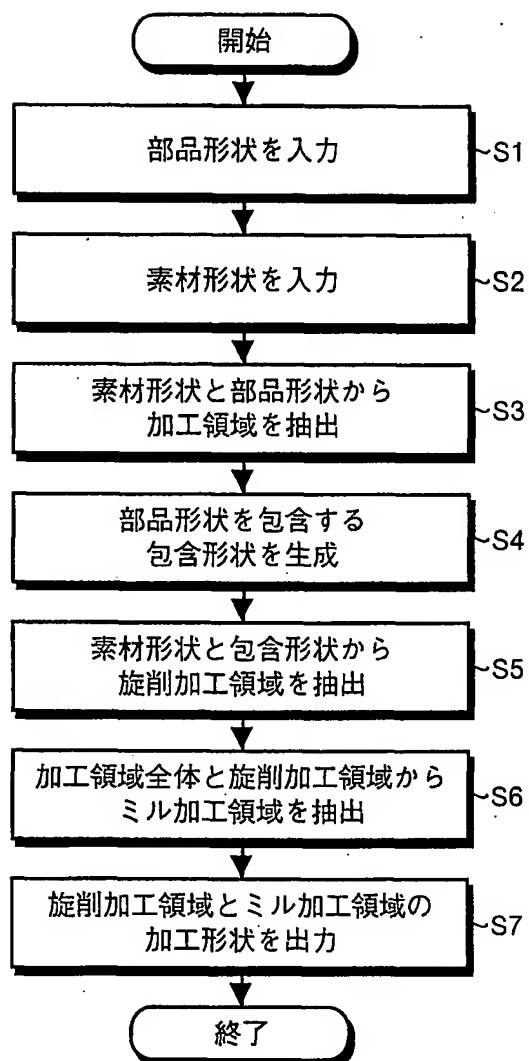 開始
部品形状を入力
~S1
素材形状を入力
~S2
素材形状と部品形状から
加工領域を抽出
~S3
部品形状を包含する
包含形状を生成
~S4
素材形状と包含形状から
旋削加工領域を抽出
~S5
加工領域全体と旋削加工領域から
ミル加工領域を抽出
~S6
旋削加工領域とミル加工領域の
加工形状を出力
~S7
終了